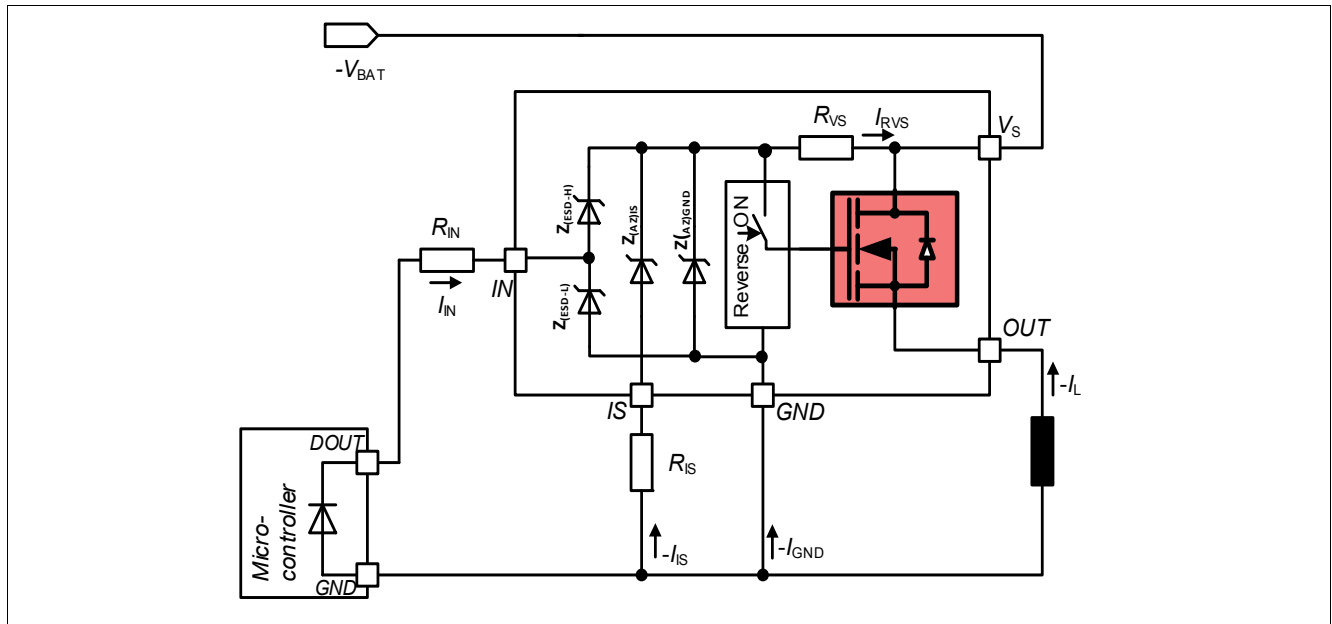 -VBAT
RVS
IRVS
VS
Z(ESD-H)
Z(AZ)IS
Z(AZ)GND
Reverse ON
RIN
IIN
IN
Z(ESD-L)
OUT
IS
GND
-IL
DOUT
RIS
Micro-
controller
-IIS
-IGND
GND